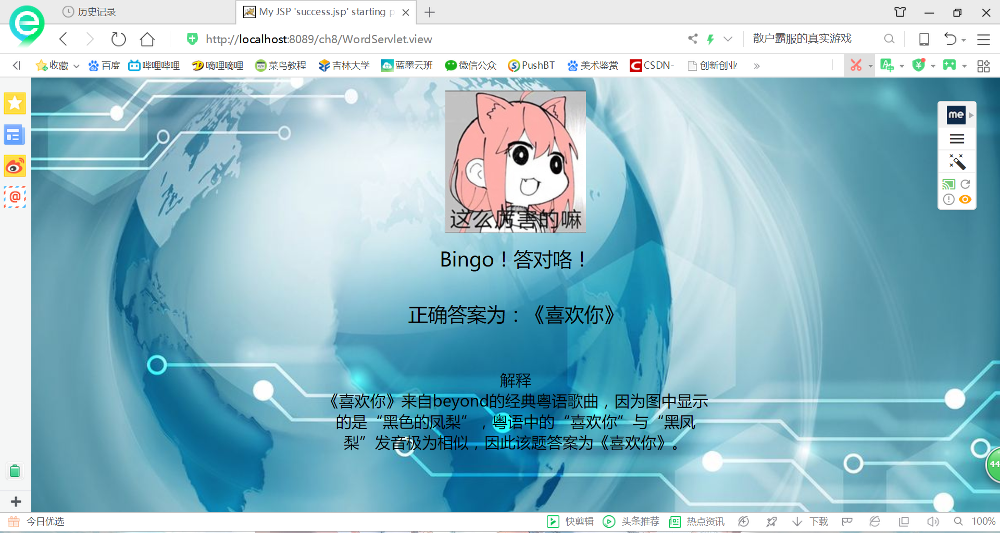 历史记录
My JSP 'success.jsp' starting p
http://localhost:8089/ch8/WordServlet.view
散户霸服的真实游戏
收藏 百度 哔哩哔哩 嘀哩嘀哩 菜鸟教程 吉林大学 蓝墨云班 微信公众 PushBT 美术鉴赏 CSDN- 创新创业
me
这么厉害的嘛
Bingo！答对咯！
正确答案为：《喜欢你》
解释
《喜欢你》来自beyond的经典粤语歌曲，因为图中显示
的是“黑色的凤梨”，粤语中的“喜欢你”与“黑凤
梨”发音极为相似，因此该题答案为《喜欢你》。
44
今日优选
快剪辑 头条推荐 热点资讯 下载 100%